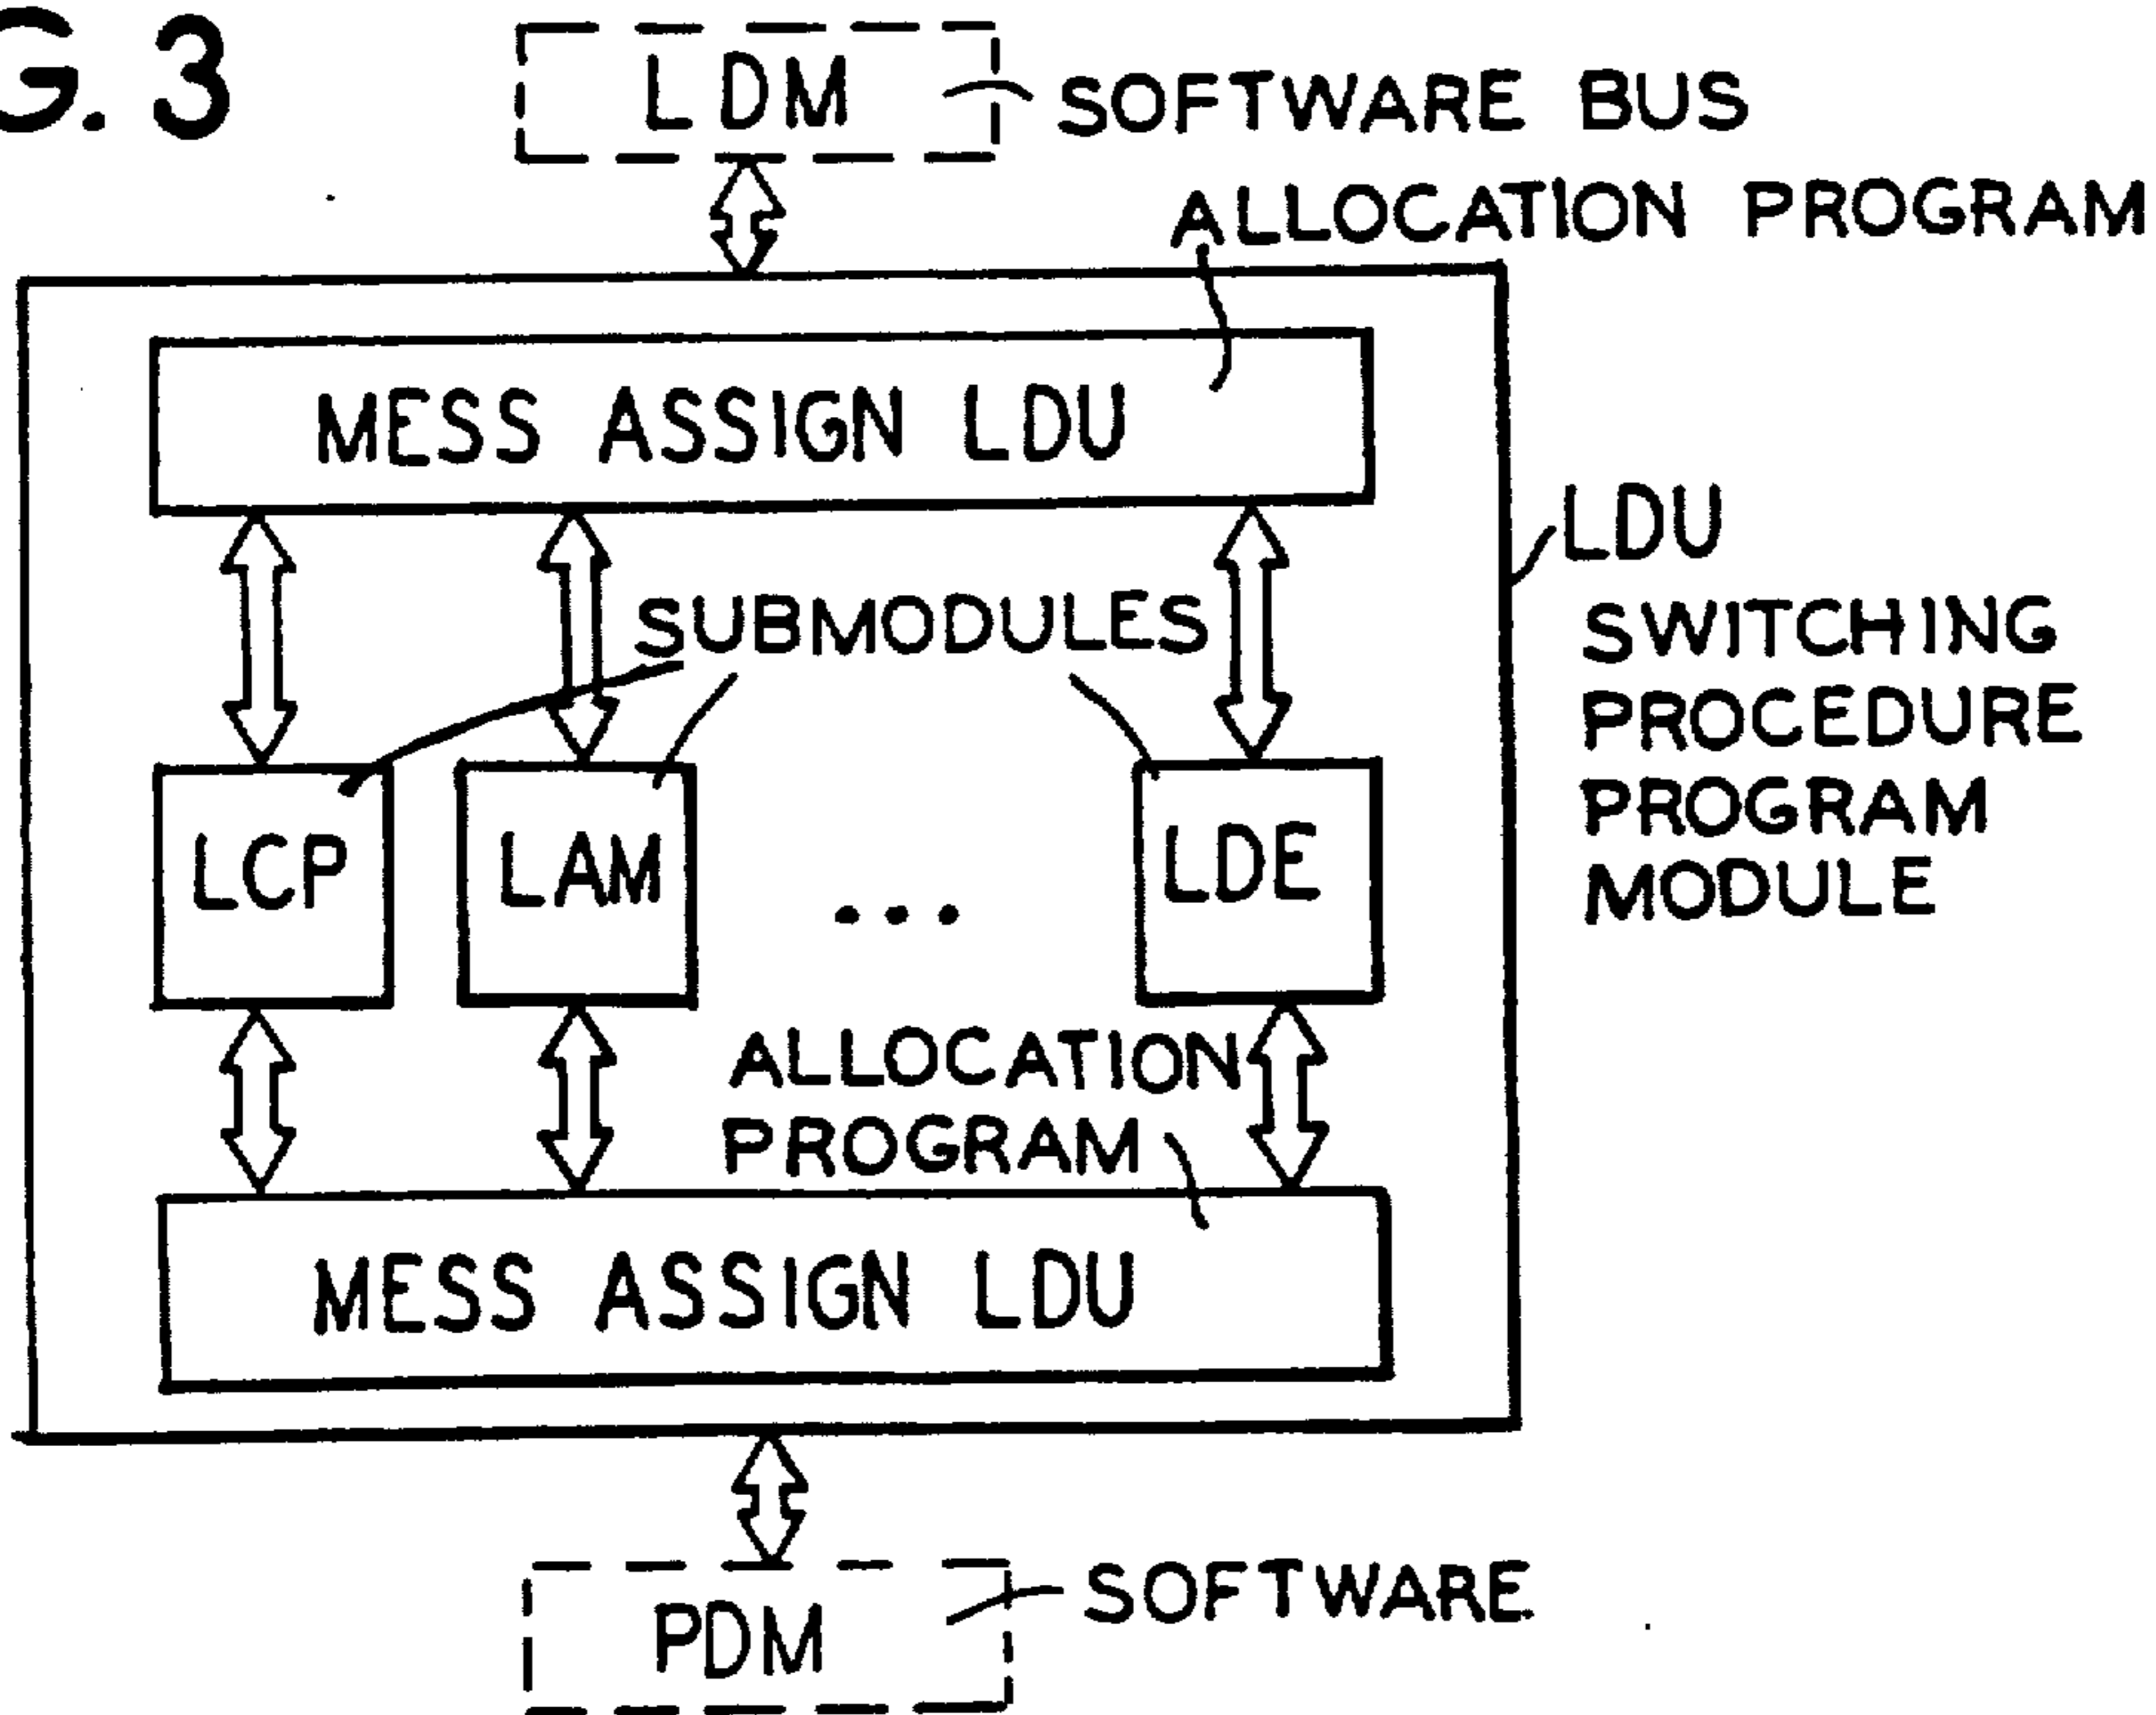 G. 3
LDM
SOFTWARE BUS
ALLOCATION PROGRAM
MESS ASSIGN LDU
LDU
SWITCHING
PROCEDURE
PROGRAM
MODULE
SUBMODULES
LCP
LAM
...
LDE
ALLOCATION
PROGRAM
MESS ASSIGN LDU
SOFTWARE
PDM